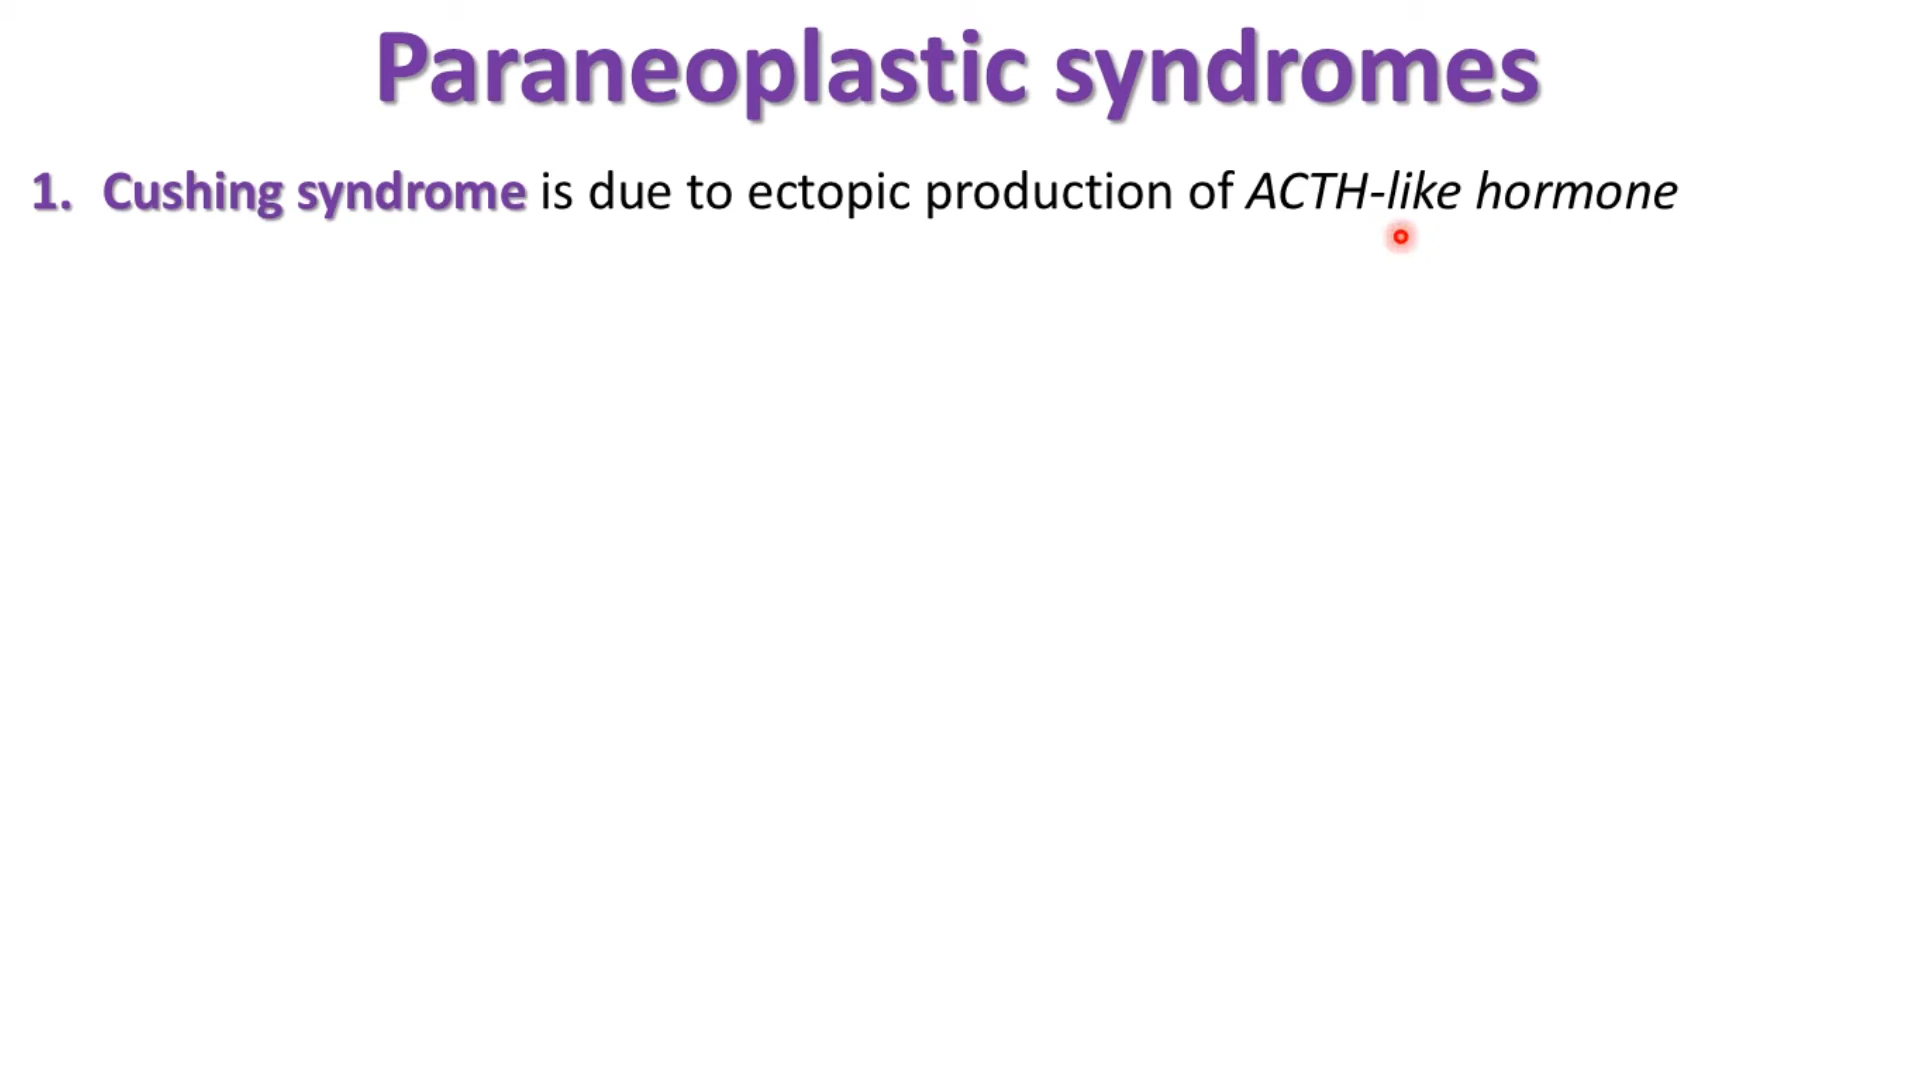 Paraneoplastic syndromes
1. Cushing syndrome is due to ectopic production of ACTH-like hormone